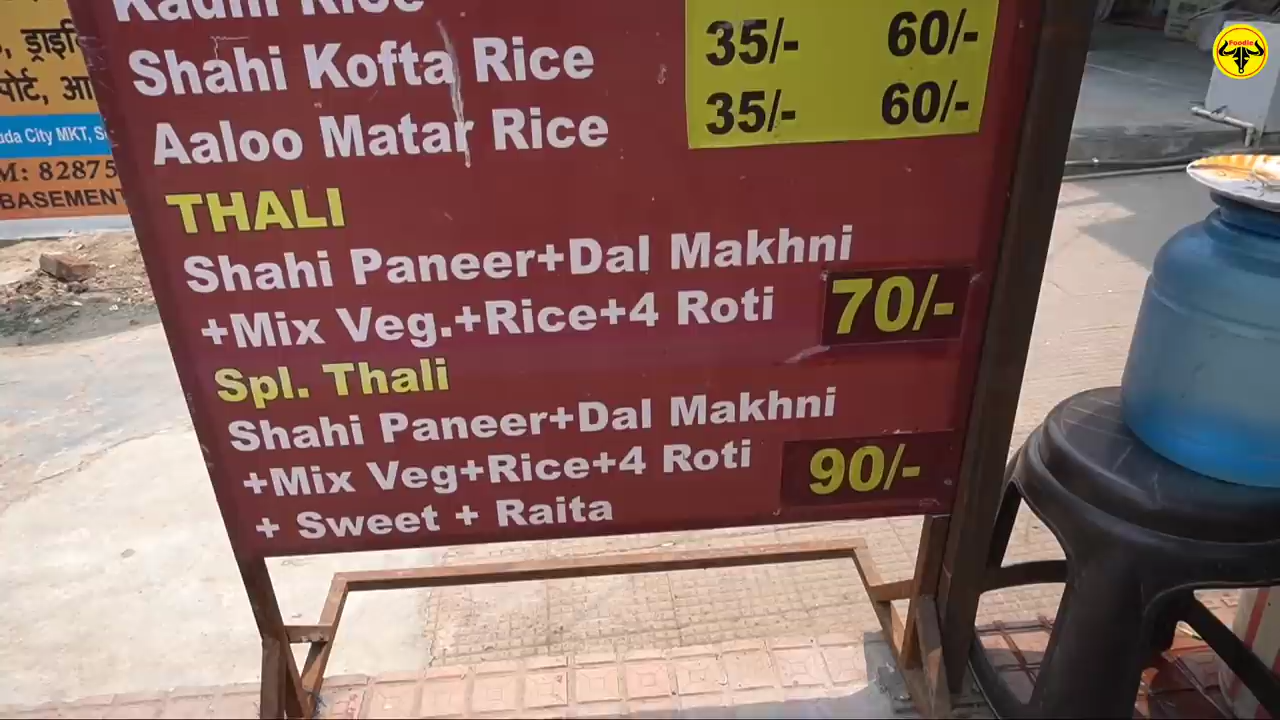 Kadhi Rice
Shahi Kofta Rice 35/- 60/-
Aaloo Matar Rice 35/- 60/-
THALI
Shahi Paneer+Dal Makhni
+Mix Veg.+Rice+4 Roti 70/-
Spl. Thali
Shahi Paneer+Dal Makhni
+Mix Veg+Rice+4 Roti 90/-
+ Sweet + Raita
City MKT,
M: 82875
BASEMENT
Foodie